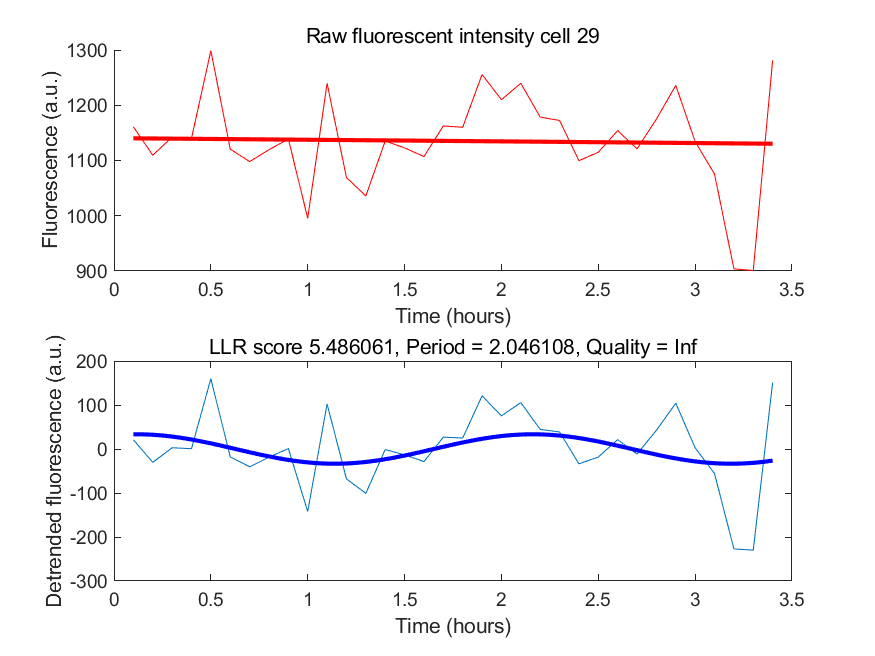 Raw fluorescent intensity cell 29
1300
1200
1100
1000
900
Fluorescence (a.u.)
0 0.5 1 1.5 2 2.5 3 3.5
Time (hours)
LLR score 5.486061, Period = 2.046108, Quality = Inf
200
100
0
-100
-200
-300
Detrended fluorescence (a.u.)
0 0.5 1 1.5 2 2.5 3 3.5
Time (hours)